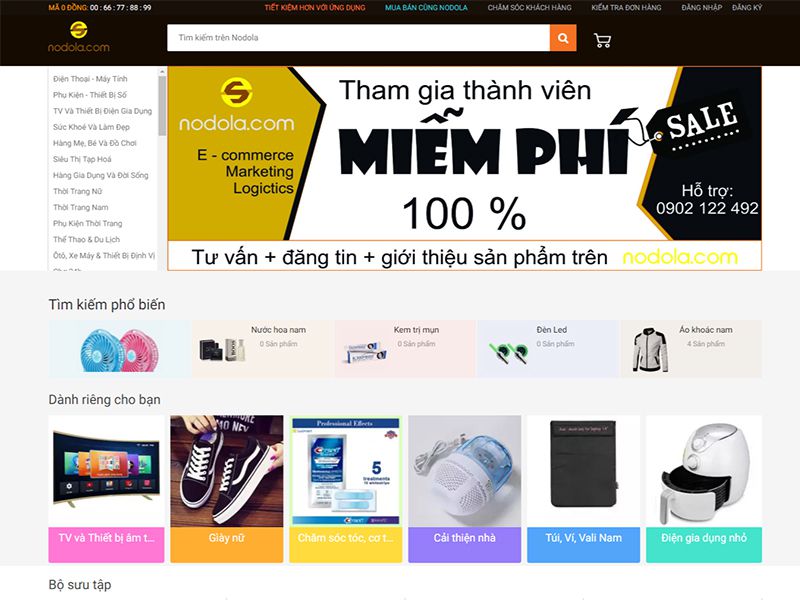 MÃ 0 ĐỒNG: 00 : 66 : 77 : 88 : 99
TIẾT KIỆM HƠN VỚI ỨNG DỤNG
MUA BÁN CÙNG NODOLA
CHĂM SÓC KHÁCH HÀNG
KIỂM TRA ĐƠN HÀNG
ĐĂNG NHẬP
ĐĂNG KÝ
nodola.com
Tìm kiếm trên Nodola
Điện Thoại - Máy Tính
Phụ Kiện - Thiết Bị Số
TV Và Thiết Bị Điện Gia Dụng
Sức Khoẻ Và Làm Đẹp
Hàng Mẹ, Bé Và Đồ Chơi
Siêu Thị Tạp Hoá
Hàng Gia Dụng Và Đời Sống
Thời Trang Nữ
Thời Trang Nam
Phụ Kiện Thời Trang
Thể Thao & Du Lịch
Ôtô, Xe Máy & Thiết Bị Định Vị
nodola.com
E - commerce
Marketing
Logictics
Tham gia thành viên
MIỄM PHÍ
100 %
SALE
Hỗ trợ:
0902 122 492
Tư vấn + đăng tin + giới thiệu sản phẩm trên nodola.com
Tìm kiếm phổ biến
Nước hoa nam
0 Sản phẩm
Kem trị mụn
0 Sản phẩm
Đèn Led
0 Sản phẩm
Áo khoác nam
4 Sản phẩm
Dành riêng cho bạn
Professional Effects
CREST
5
treatments
TV và Thiết bị âm t...
Giày nữ
Chăm sóc tóc, cơ t...
Cải thiện nhà
Túi, Ví, Vali Nam
Điện gia dụng nhỏ
Bộ sưu tập